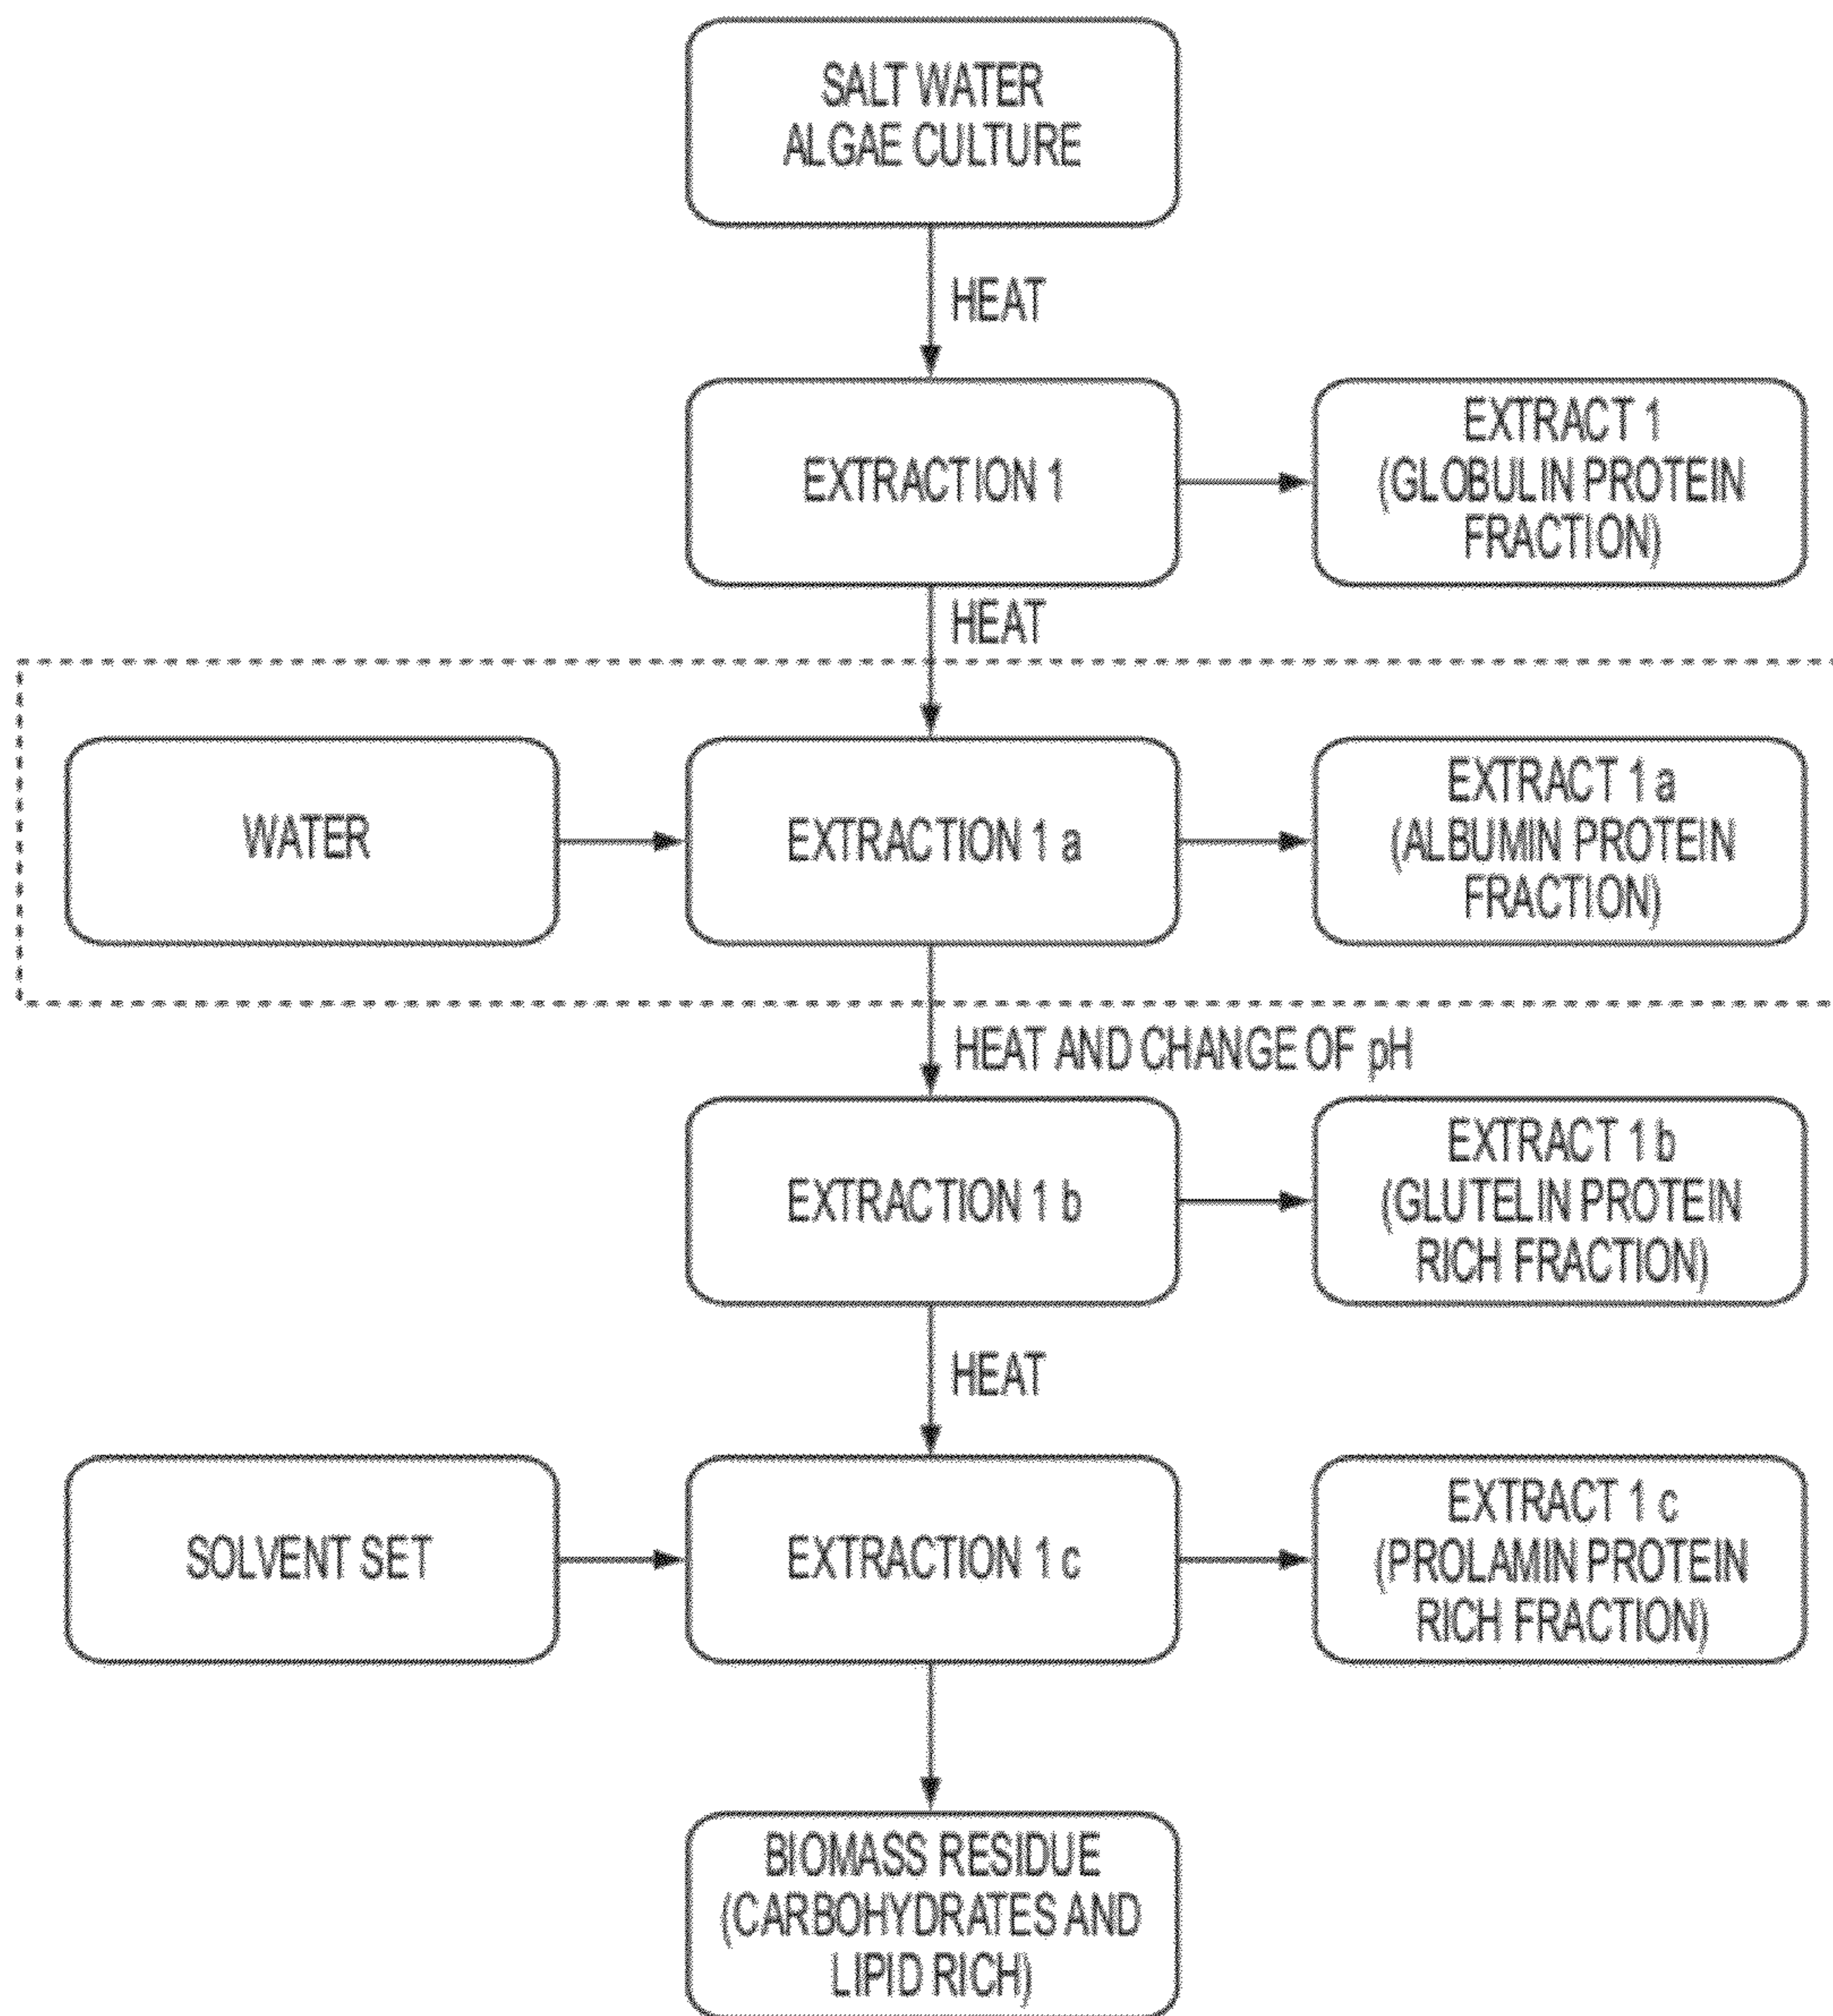 SALT WATER
ALGAE CULTURE
HEAT
EXTRACTION 1
EXTRACT 1
(GLOBULIN PROTEIN
FRACTION)
HEAT
WATER
EXTRACTION 1 a
EXTRACT 1 a
(ALBUMIN PROTEIN
FRACTION)
HEAT AND CHANGE OF pH
EXTRACTION 1 b
EXTRACT 1 b
(GLUTELIN PROTEIN
RICH FRACTION)
HEAT
SOLVENT SET
EXTRACTION 1 c
EXTRACT 1 c
(PROLAMIN PROTEIN
RICH FRACTION)
BIOMASS RESIDUE
(CARBOHYDRATES AND
LIPID RICH)